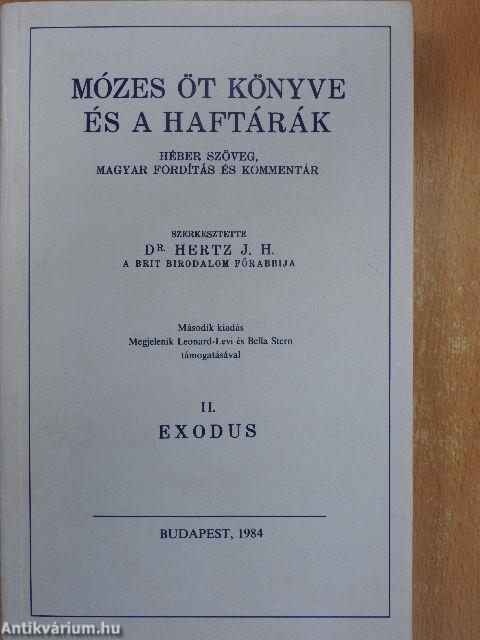 MÓZES ÖT KÖNYVE
ÉS A HAFTÁRÁK
HÉBER SZÖVEG,
MAGYAR FORDÍTÁS ÉS KOMMENTÁR
SZERKESZTETTE
DR. HERTZ J. H.
A BRIT BIRODALOM FŐRABBIJA
Második kiadás
Megjelenik Leonard-Levi és Bella Stern
támogatásával
II.
EXODUS
BUDAPEST, 1984
Antikvárium.hu